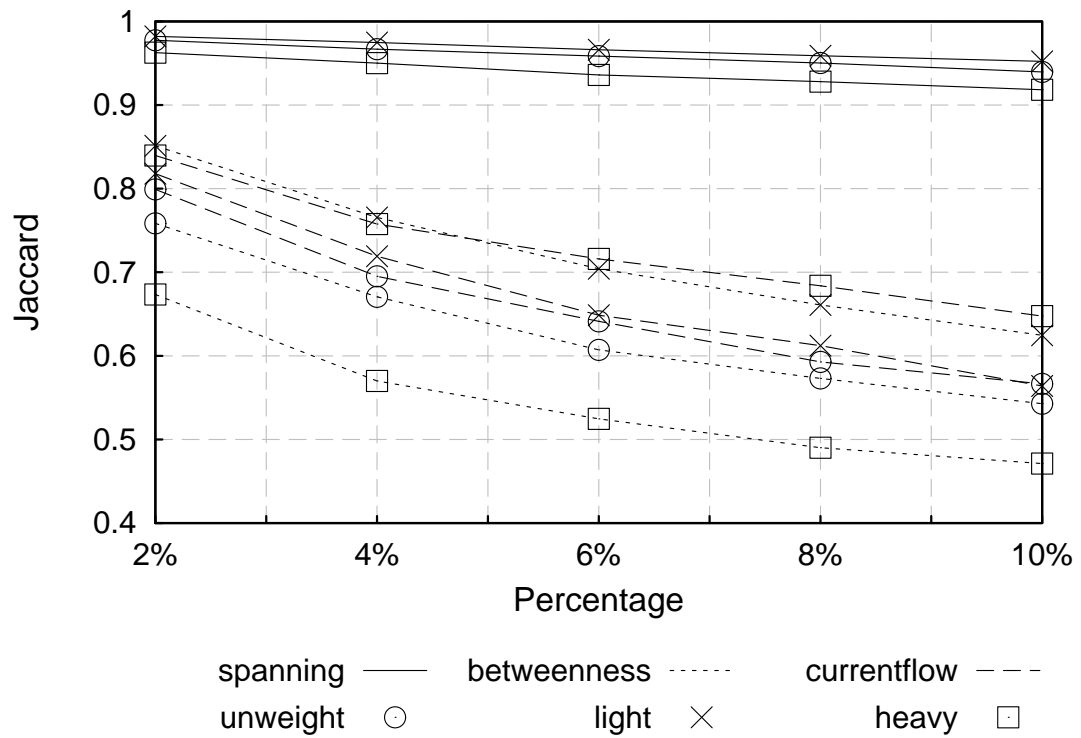 1
0.9
0.8
0.7
0.6
0.5
0.4
Jaccard
2% 4% 6% 8% 10%
Percentage
spanning betweenness currentflow
unweight light heavy